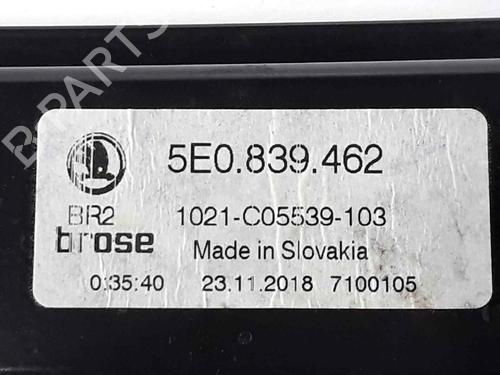 5E0.839.462
BR2
1021-C05539-103
brose
Made in Slovakia
0:35:40
23.11.2018 7100105
B-PARTS